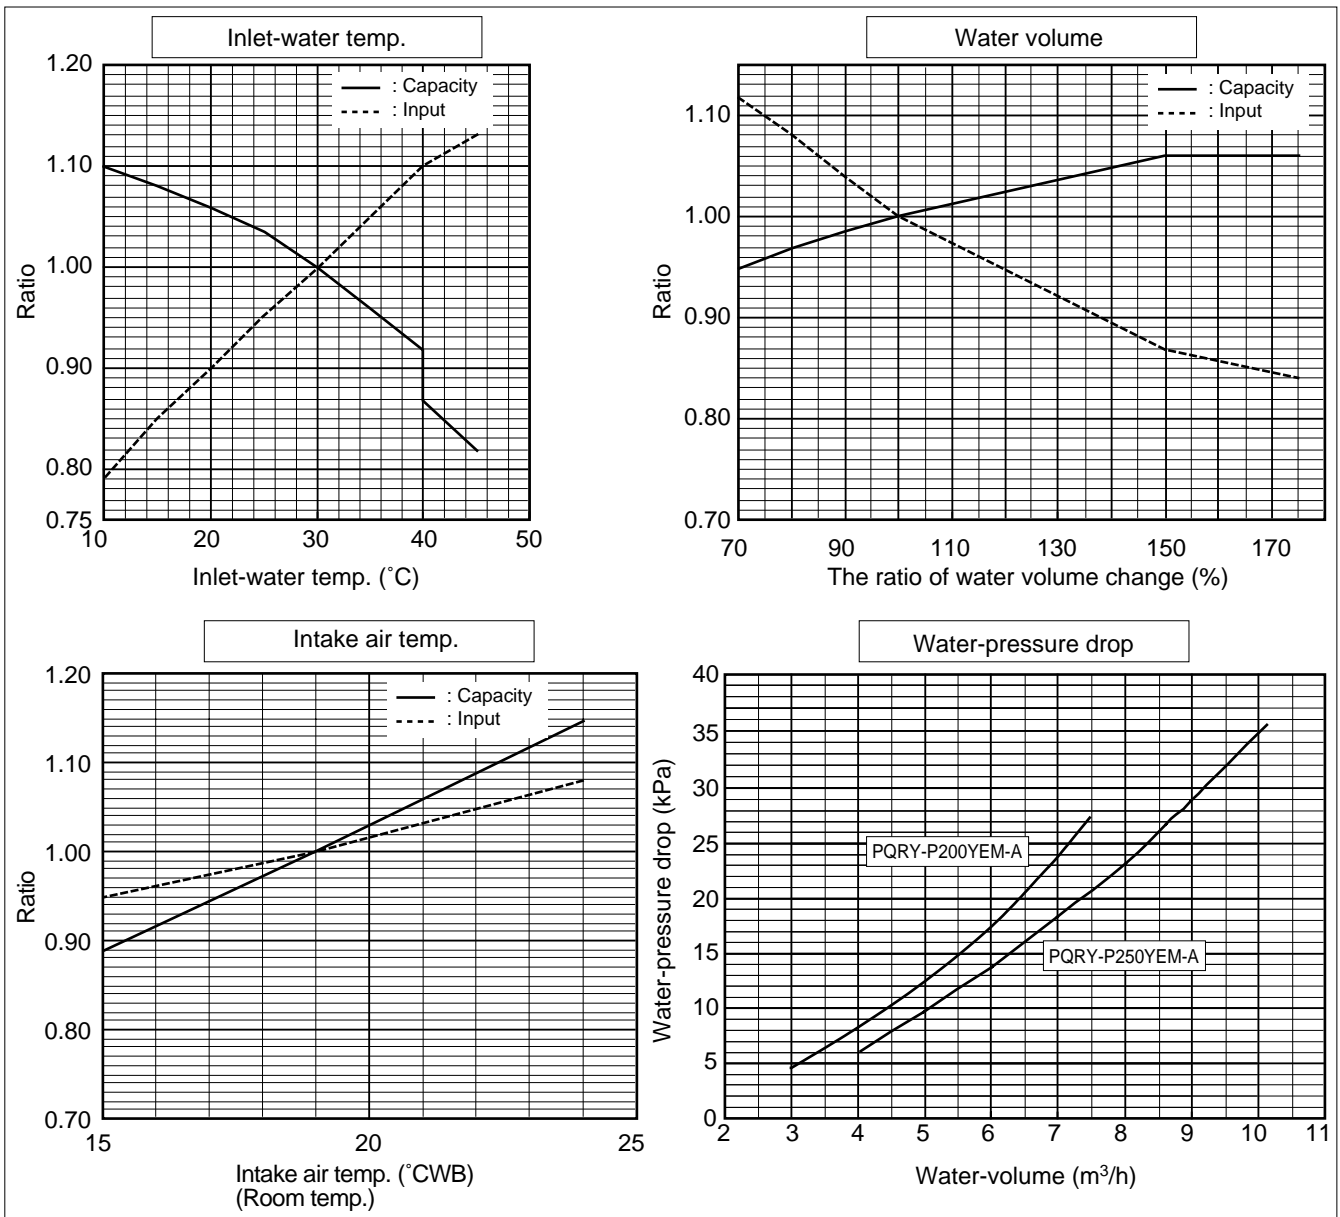 Inlet-water temp.
1.20
1.10
1.00
0.90
0.80
0.75
: Capacity
: Input
Ratio
10 20 30 40 50
Inlet-water temp. (˚C)
Water volume
1.10
1.00
0.90
0.80
0.70
: Capacity
: Input
Ratio
70 90 110 130 150 170
The ratio of water volume change (%)
Intake air temp.
1.20
1.10
1.00
0.90
0.80
0.70
: Capacity
: Input
Ratio
15 20 25
Intake air temp. (˚CWB)
(Room temp.)
Water-pressure drop
40
35
30
25
20
15
10
5
0
PQRY-P200YEM-A
PQRY-P250YEM-A
Water-pressure drop (kPa)
2 3 4 5 6 7 8 9 10 11
Water-volume (m³/h)